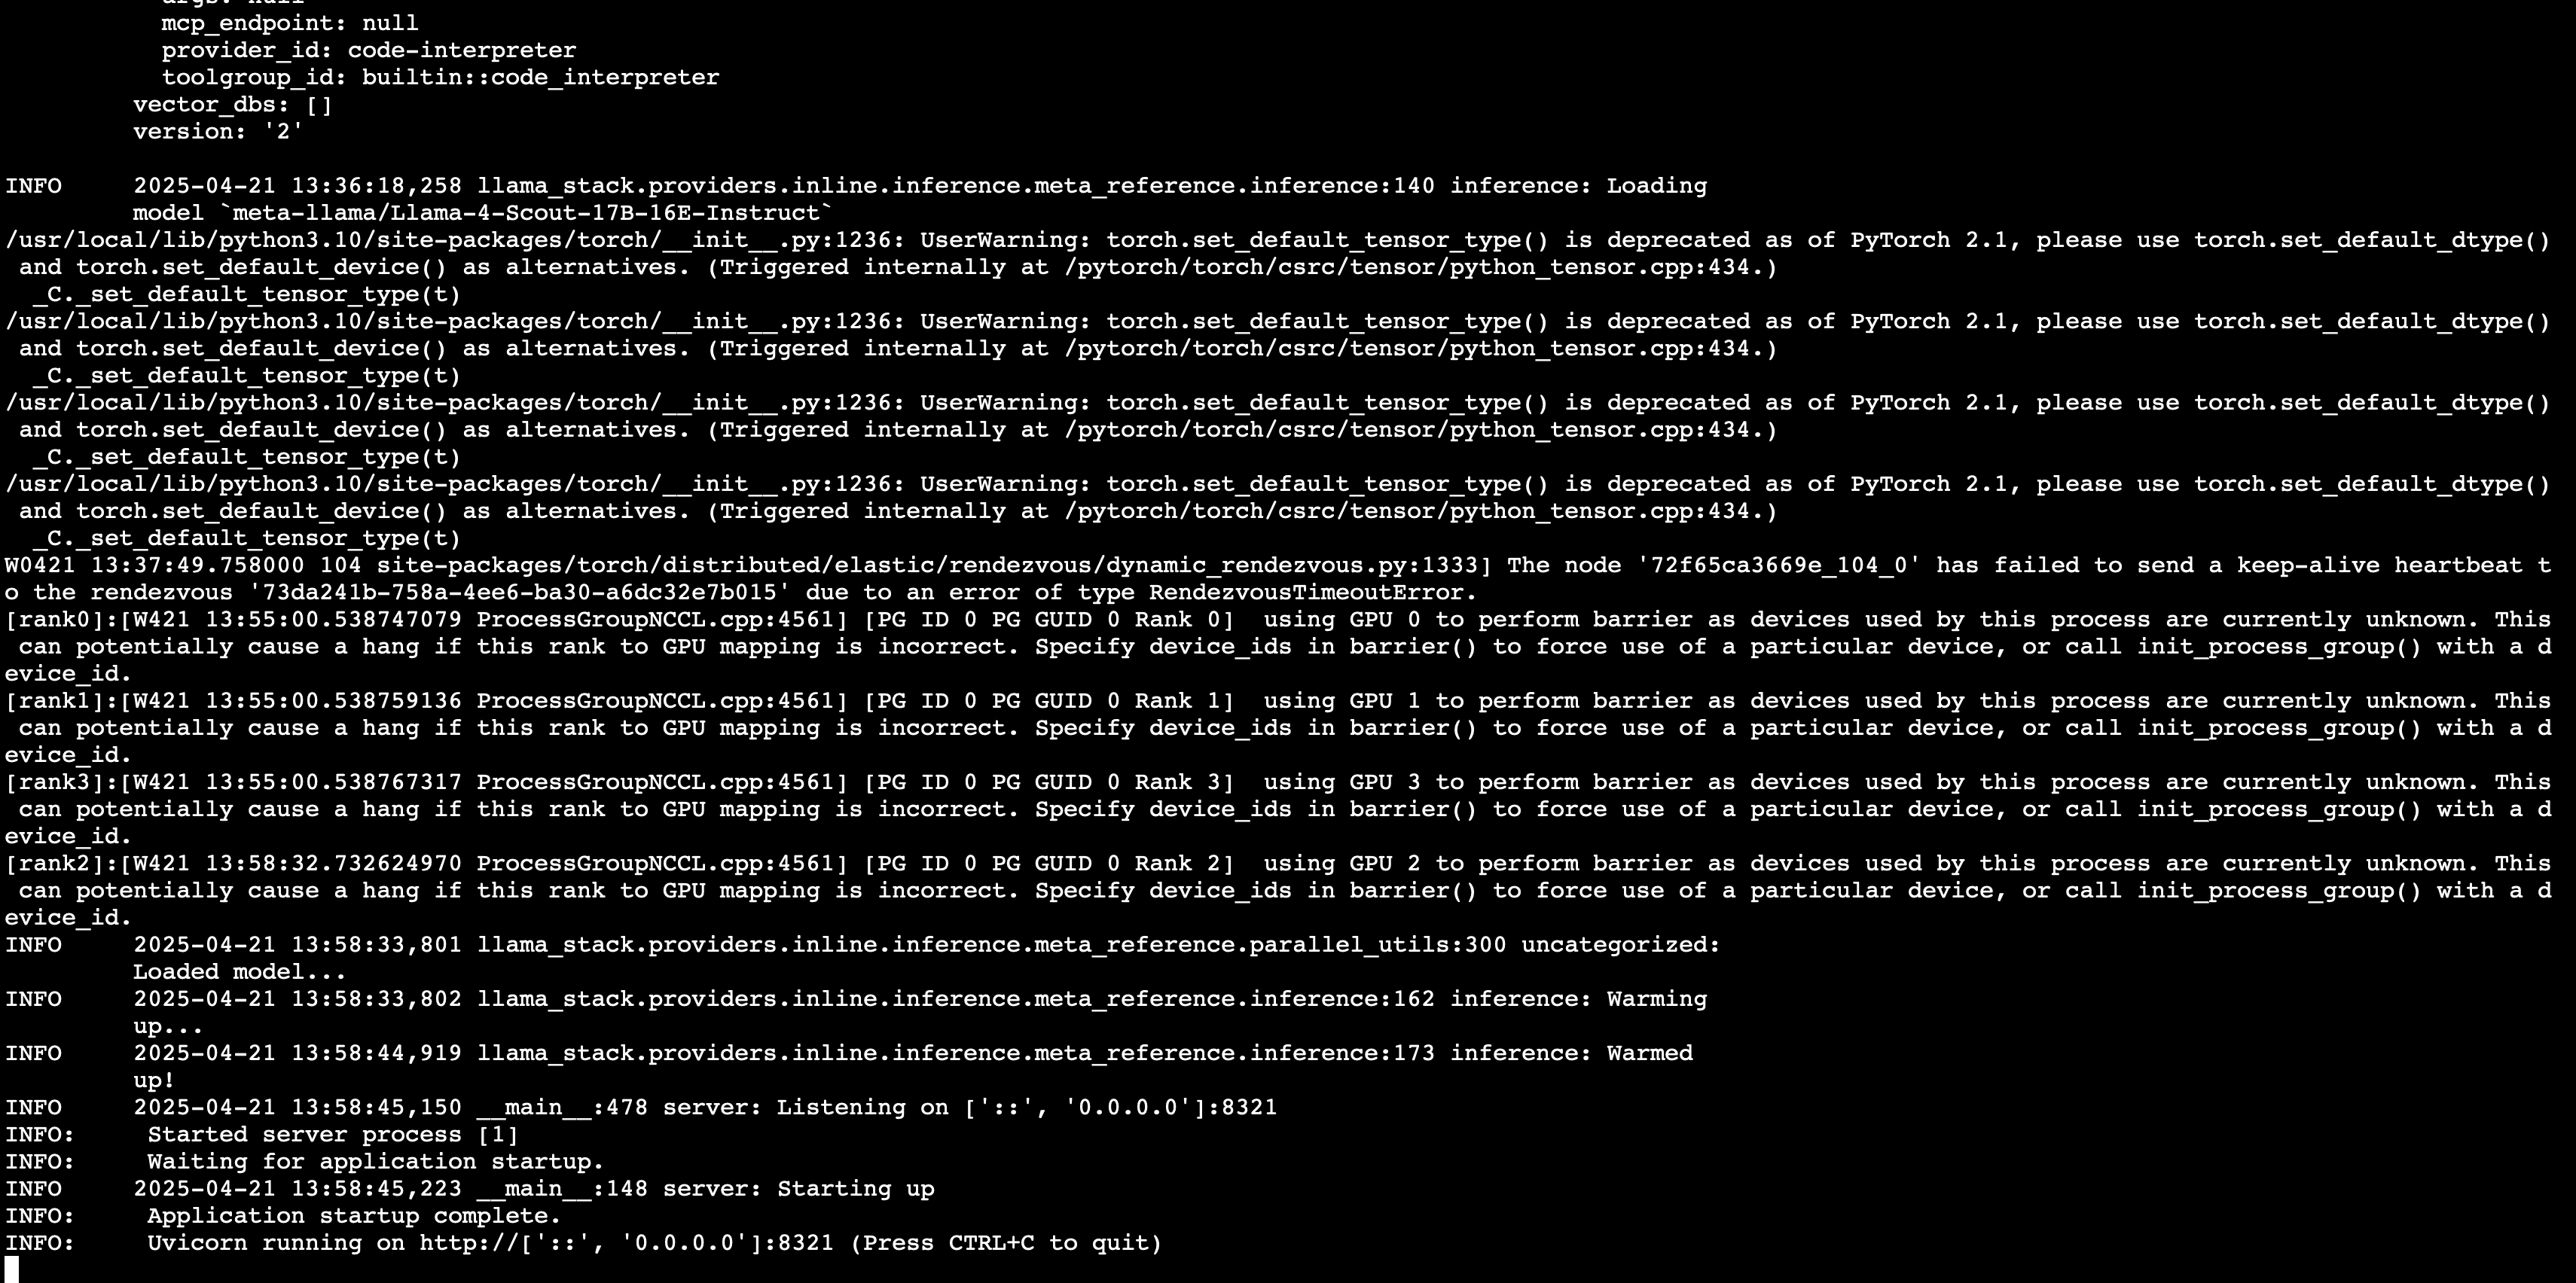 args: null
mcp_endpoint: null
provider_id: code-interpreter
toolgroup_id: builtin::code_interpreter
vector_dbs: []
version: '2'
INFO     2025-04-21 13:36:18,258 llama_stack.providers.inline.inference.meta_reference.inference:140 inference: Loading
model `meta-llama/Llama-4-Scout-17B-16E-Instruct`
/usr/local/lib/python3.10/site-packages/torch/__init__.py:1236: UserWarning: torch.set_default_tensor_type() is deprecated as of PyTorch 2.1, please use torch.set_default_dtype()
and torch.set_default_device() as alternatives. (Triggered internally at /pytorch/torch/csrc/tensor/python_tensor.cpp:434.)
_C._set_default_tensor_type(t)
/usr/local/lib/python3.10/site-packages/torch/__init__.py:1236: UserWarning: torch.set_default_tensor_type() is deprecated as of PyTorch 2.1, please use torch.set_default_dtype()
and torch.set_default_device() as alternatives. (Triggered internally at /pytorch/torch/csrc/tensor/python_tensor.cpp:434.)
_C._set_default_tensor_type(t)
/usr/local/lib/python3.10/site-packages/torch/__init__.py:1236: UserWarning: torch.set_default_tensor_type() is deprecated as of PyTorch 2.1, please use torch.set_default_dtype()
and torch.set_default_device() as alternatives. (Triggered internally at /pytorch/torch/csrc/tensor/python_tensor.cpp:434.)
_C._set_default_tensor_type(t)
/usr/local/lib/python3.10/site-packages/torch/__init__.py:1236: UserWarning: torch.set_default_tensor_type() is deprecated as of PyTorch 2.1, please use torch.set_default_dtype()
and torch.set_default_device() as alternatives. (Triggered internally at /pytorch/torch/csrc/tensor/python_tensor.cpp:434.)
_C._set_default_tensor_type(t)
W0421 13:37:49.758000 104 site-packages/torch/distributed/elastic/rendezvous/dynamic_rendezvous.py:1333] The node '72f65ca3669e_104_0' has failed to send a keep-alive heartbeat t
o the rendezvous '73da241b-758a-4ee6-ba30-a6dc32e7b015' due to an error of type RendezvousTimeoutError.
[rank0]:[W421 13:55:00.538747079 ProcessGroupNCCL.cpp:4561] [PG ID 0 PG GUID 0 Rank 0]  using GPU 0 to perform barrier as devices used by this process are currently unknown. This
can potentially cause a hang if this rank to GPU mapping is incorrect. Specify device_ids in barrier() to force use of a particular device, or call init_process_group() with a d
evice_id.
[rank1]:[W421 13:55:00.538759136 ProcessGroupNCCL.cpp:4561] [PG ID 0 PG GUID 0 Rank 1]  using GPU 1 to perform barrier as devices used by this process are currently unknown. This
can potentially cause a hang if this rank to GPU mapping is incorrect. Specify device_ids in barrier() to force use of a particular device, or call init_process_group() with a d
evice_id.
[rank3]:[W421 13:55:00.538767317 ProcessGroupNCCL.cpp:4561] [PG ID 0 PG GUID 0 Rank 3]  using GPU 3 to perform barrier as devices used by this process are currently unknown. This
can potentially cause a hang if this rank to GPU mapping is incorrect. Specify device_ids in barrier() to force use of a particular device, or call init_process_group() with a d
evice_id.
[rank2]:[W421 13:58:32.732624970 ProcessGroupNCCL.cpp:4561] [PG ID 0 PG GUID 0 Rank 2]  using GPU 2 to perform barrier as devices used by this process are currently unknown. This
can potentially cause a hang if this rank to GPU mapping is incorrect. Specify device_ids in barrier() to force use of a particular device, or call init_process_group() with a d
evice_id.
INFO     2025-04-21 13:58:33,801 llama_stack.providers.inline.inference.meta_reference.parallel_utils:300 uncategorized:
Loaded model...
INFO     2025-04-21 13:58:33,802 llama_stack.providers.inline.inference.meta_reference.inference:162 inference: Warming
up...
INFO     2025-04-21 13:58:44,919 llama_stack.providers.inline.inference.meta_reference.inference:173 inference: Warmed
up!
INFO     2025-04-21 13:58:45,150 __main__:478 server: Listening on ['::', '0.0.0.0']:8321
INFO:     Started server process [1]
INFO:     Waiting for application startup.
INFO     2025-04-21 13:58:45,223 __main__:148 server: Starting up
INFO:     Application startup complete.
INFO:     Uvicorn running on http://['::', '0.0.0.0']:8321 (Press CTRL+C to quit)